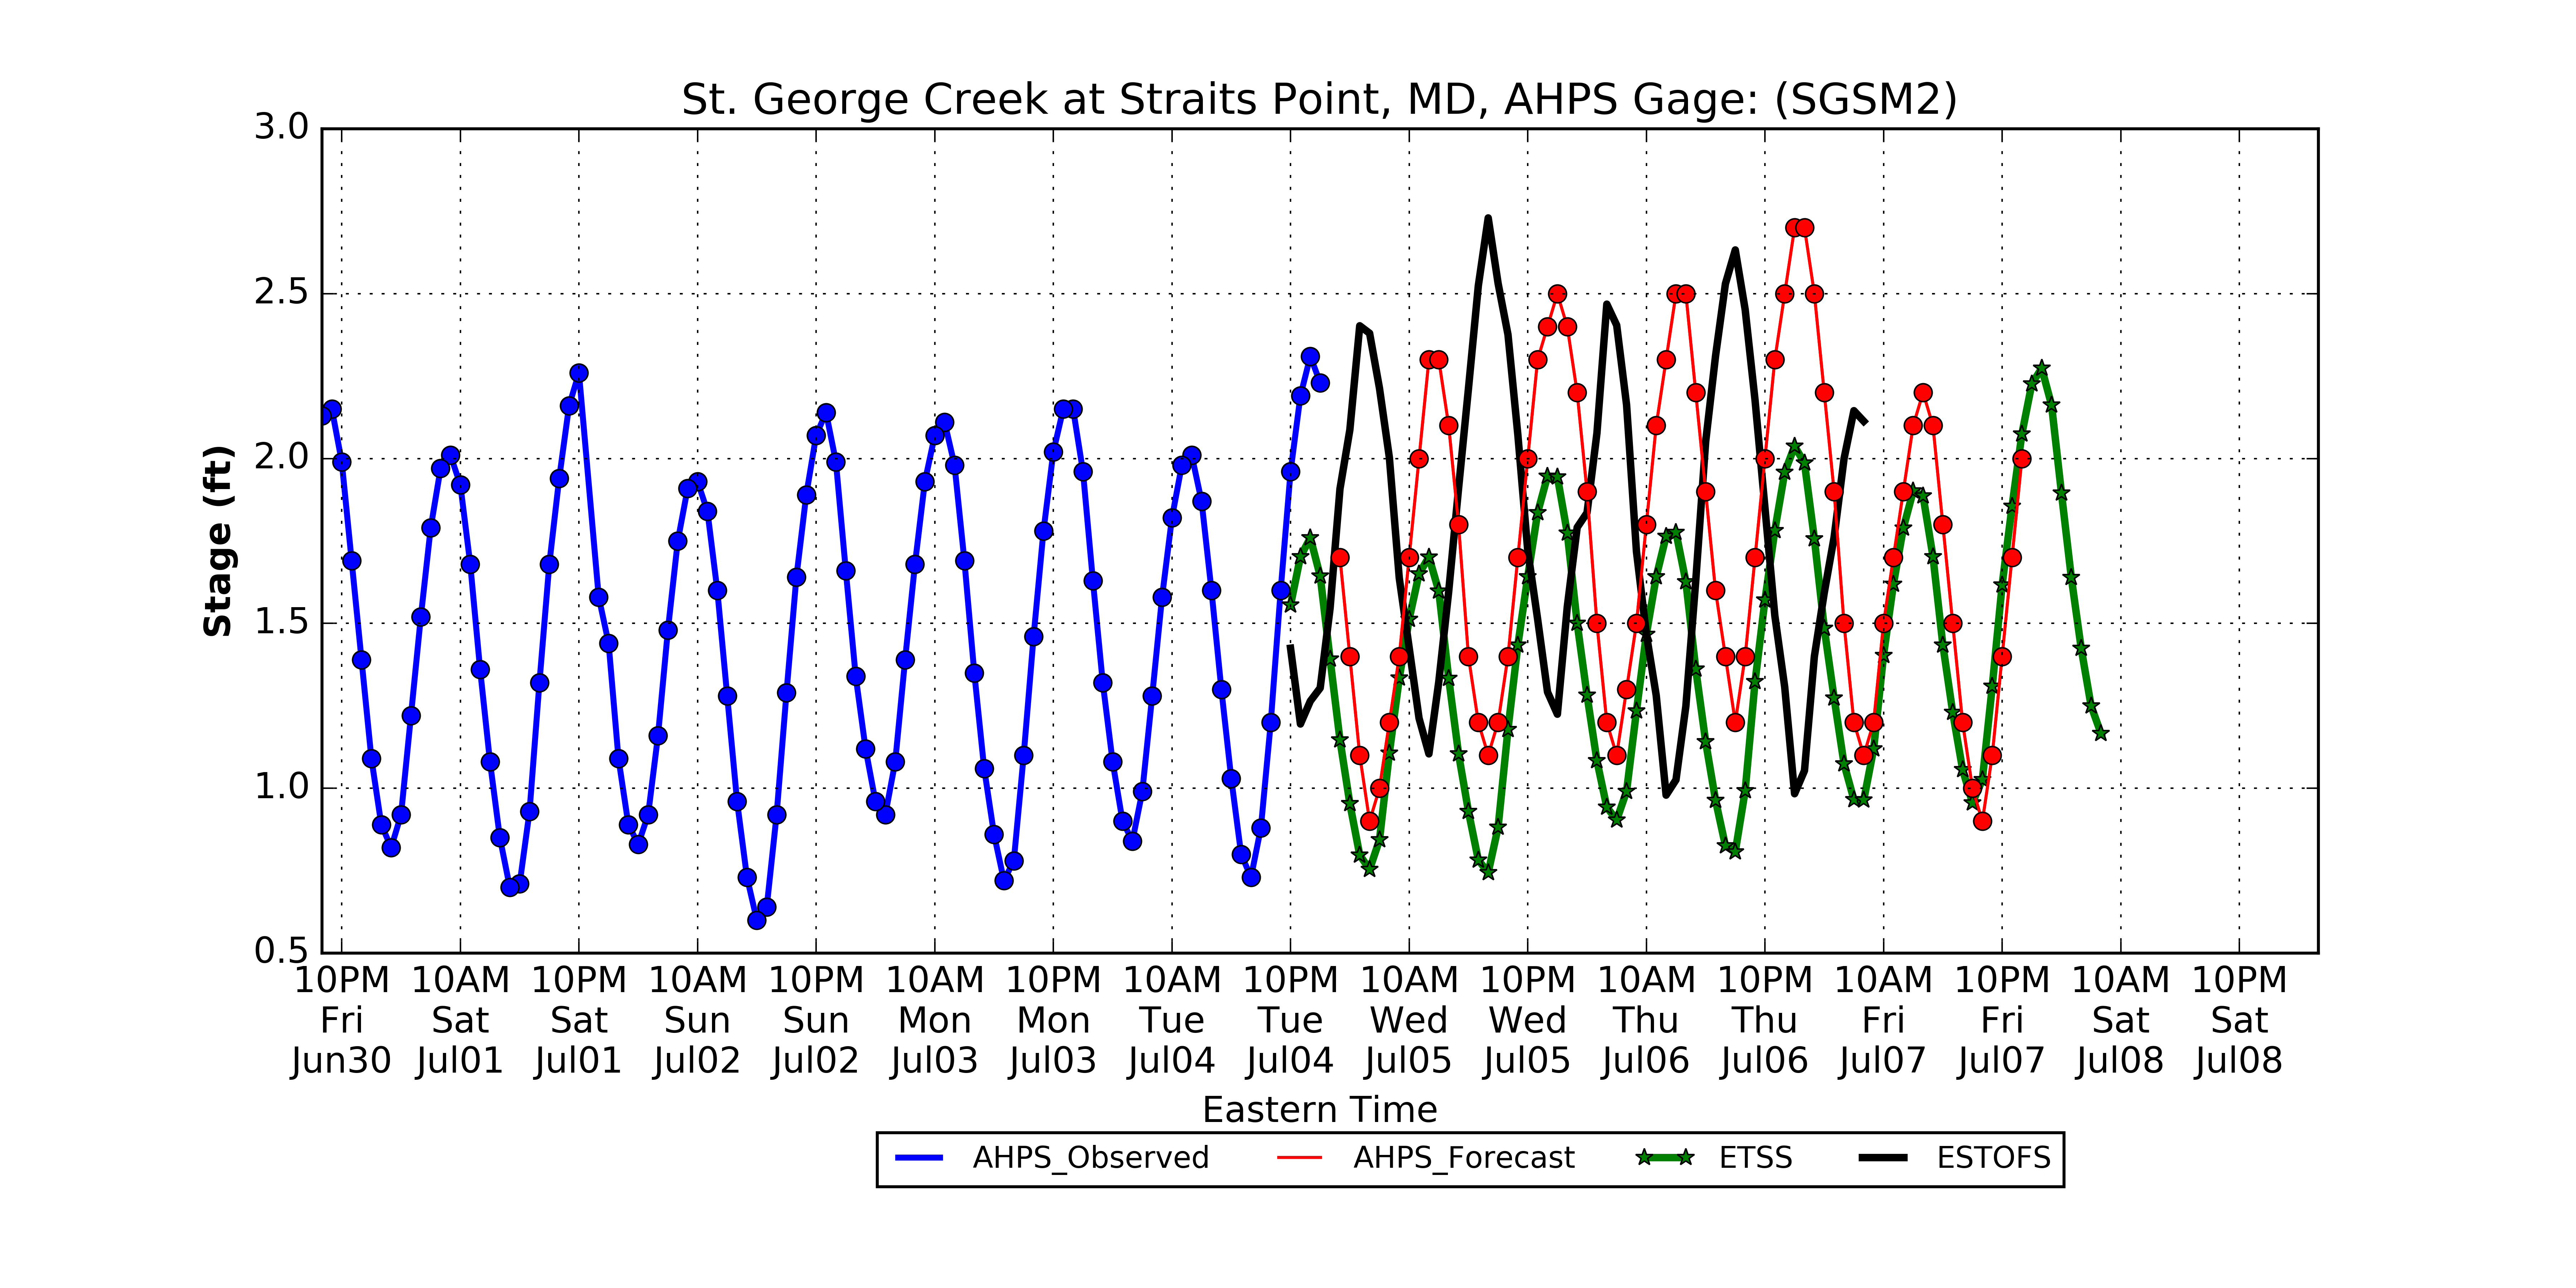 St. George Creek at Straits Point, MD, AHPS Gage: (SGSM2)
3.0
2.5
2.0
1.5
1.0
0.5
Stage (ft)
10PM 10AM 10PM 10AM 10PM 10AM 10PM 10AM 10PM 10AM 10PM 10AM 10PM 10AM 10PM 10AM 10PM
Fri Sat Sat Sun Sun Mon Mon Tue Tue Wed Wed Thu Thu Fri Fri Sat Sat
Jun30 Jul01 Jul01 Jul02 Jul02 Jul03 Jul03 Jul04 Jul04 Jul05 Jul05 Jul06 Jul06 Jul07 Jul07 Jul08 Jul08
Eastern Time
AHPS_Observed AHPS_Forecast ETSS ESTOFS